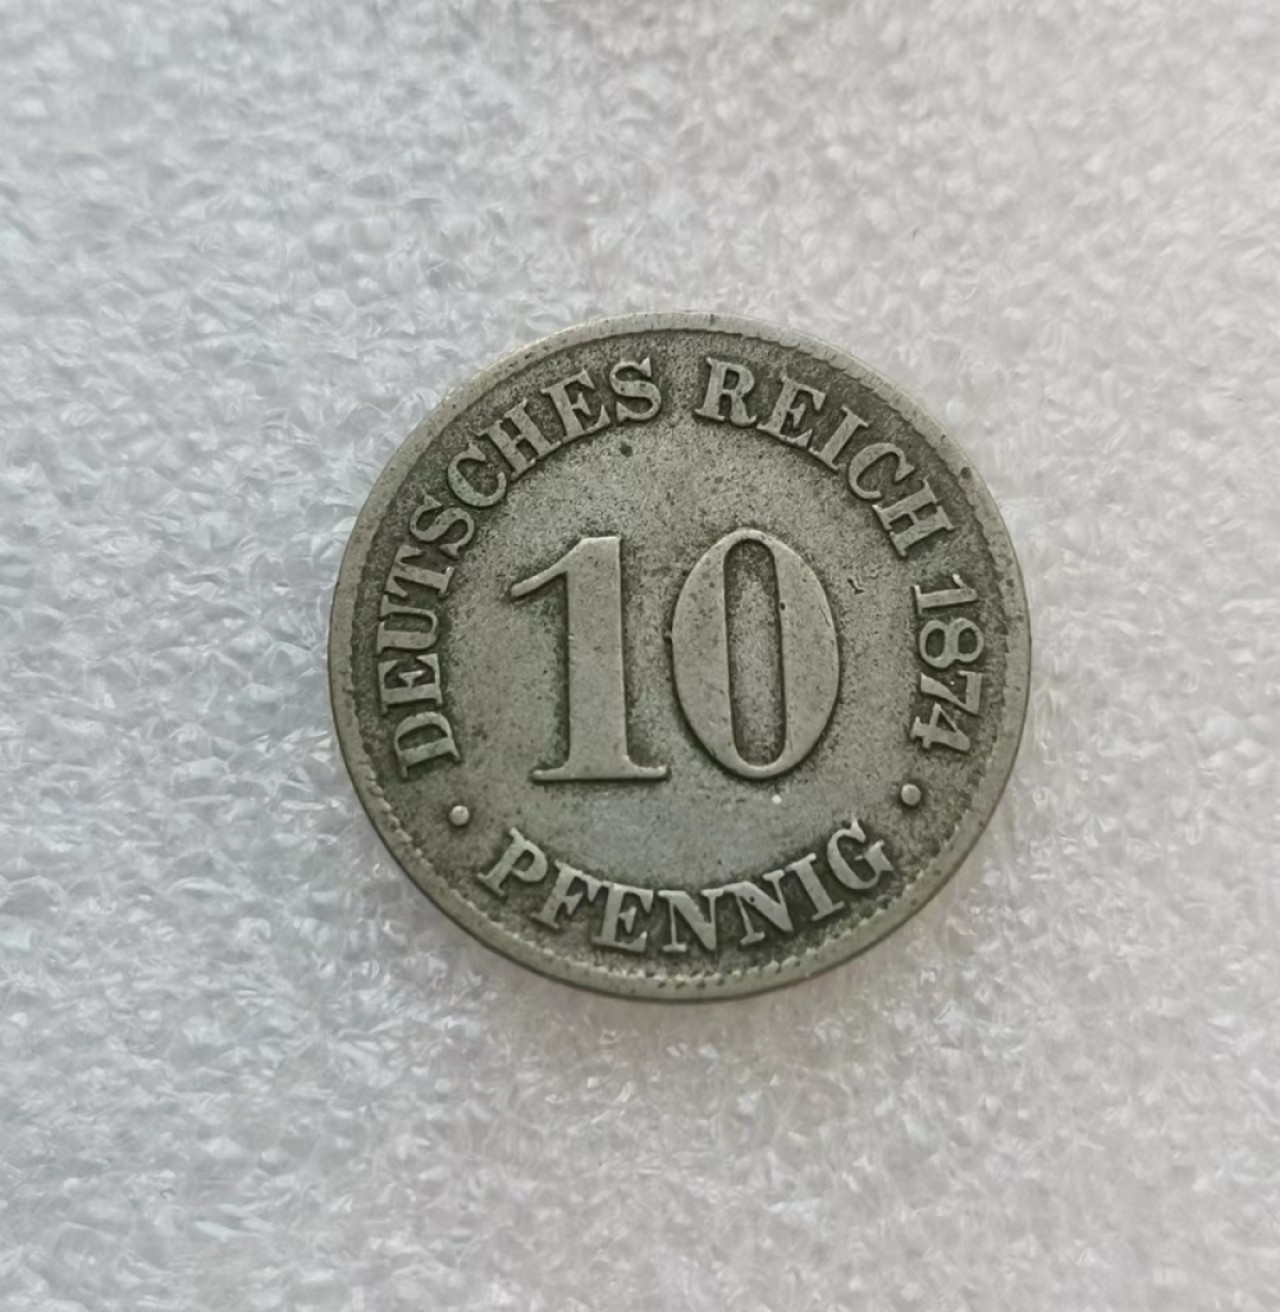 DEUTSCHES REICH 1874
10
• PFENNIG •